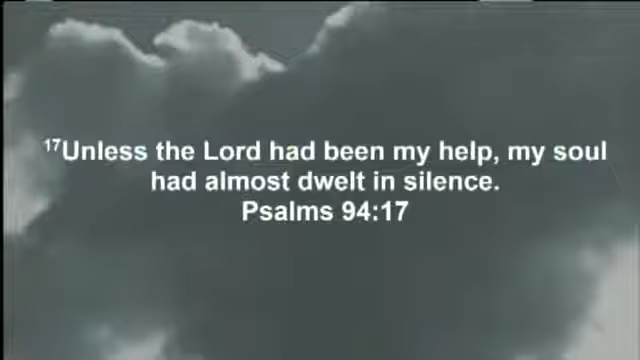 ¹⁷Unless the Lord had been my help, my soul
had almost dwelt in silence.
Psalms 94:17